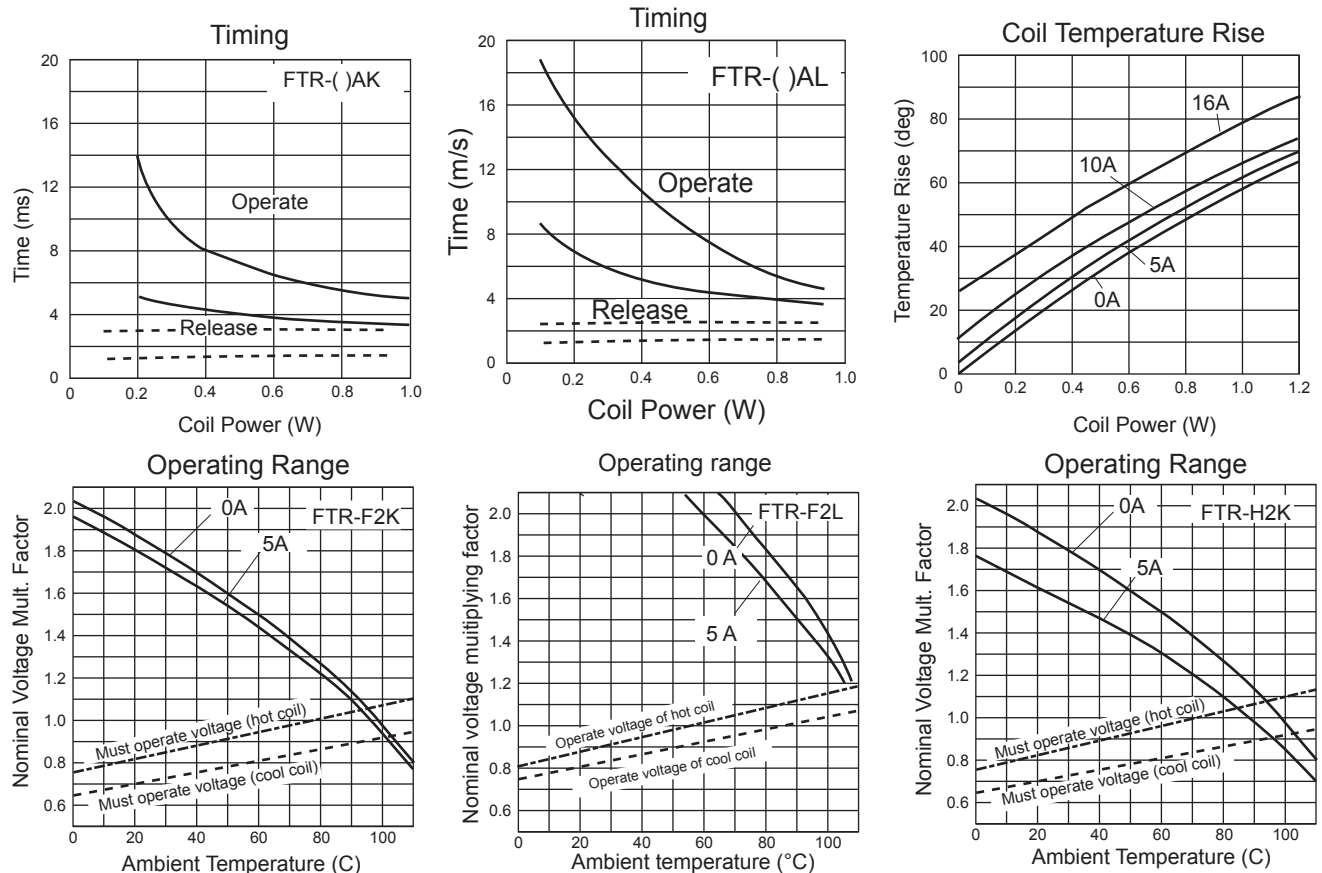 Timing
20
16
12
8
4
0
Time (ms)
FTR-( )AK
Operate
Release
0
0.2
0.4
0.6
0.8
1.0
Coil Power (W)
Timing
20
16
12
8
4
0
Time (m/s)
FTR-( )AL
Operate
Release
0
0.2
0.4
0.6
0.8
1.0
Coil Power (W)
Coil Temperature Rise
100
80
60
40
20
0
Temperature Rise (deg)
16A
10A
5A
0A
0
0.2
0.4
0.6
0.8
1.0
1.2
Coil Power (W)
Operating Range
2.0
1.8
1.6
1.4
1.2
1.0
0.8
0.6
Nominal Voltage Mult. Factor
0A
FTR-F2K
5A
Must operate voltage (hot coil)
Must operate voltage (cool coil)
0
20
40
60
80
100
Ambient Temperature (C)
Operating range
2.0
1.8
1.6
1.4
1.2
1.0
0.8
0.6
Nominal voltage multiplying factor
FTR-F2L
0 A
5 A
Operate voltage of hot coil
Operate voltage of cool coil
0
20
40
60
80
100
Ambient temperature (°C)
Operating Range
2.0
1.8
1.6
1.4
1.2
1.0
0.8
0.6
Nominal Voltage Mult. Factor
0A
FTR-H2K
5A
Must operate voltage (hot coil)
Must operate voltage (cool coil)
0
20
40
60
80
100
Ambient Temperature (C)